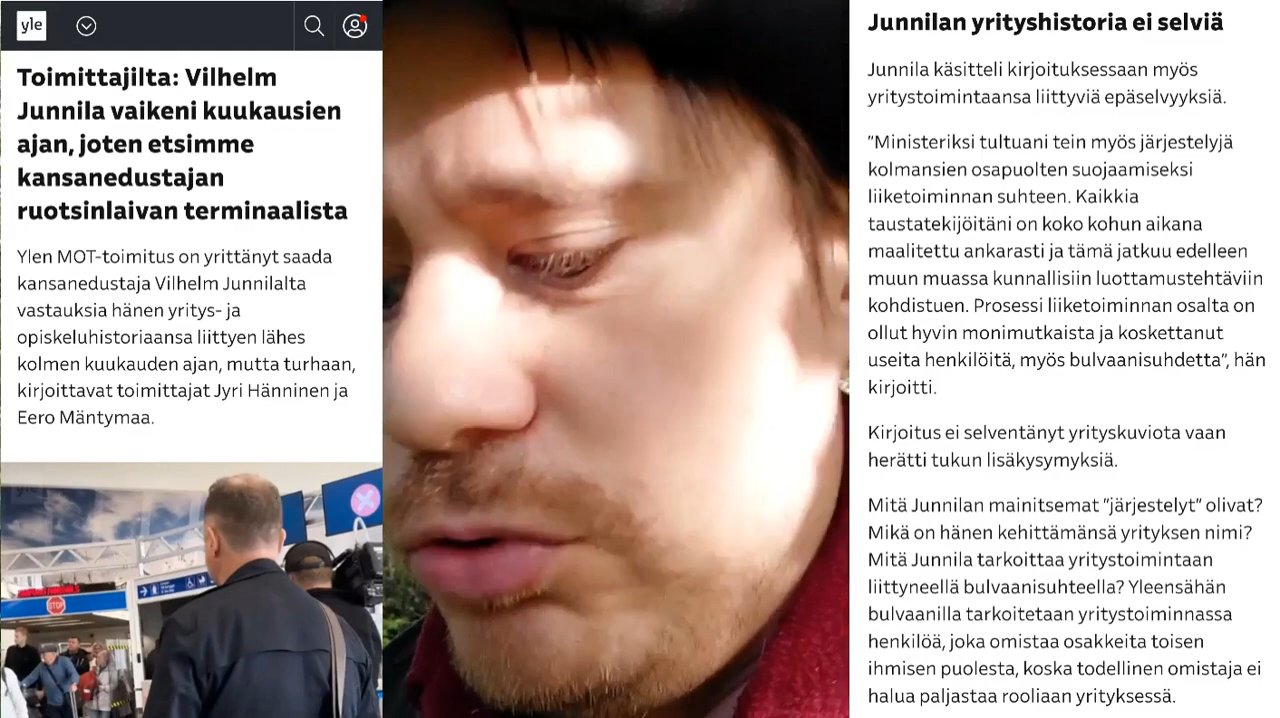 yle
Toimittajilta: Vilhelm
Junnila vaikeni kuukausien
ajan, joten etsimme
kansanedustajan
ruotsinlaivan terminaalista
Ylen MOT-toimitus on yrittänyt saada
kansanedustaja Vilhelm Junnilalta
vastauksia hänen yritys- ja
opiskeluhistoriaansa liittyen lähes
kolmen kuukauden ajan, mutta turhaan,
kirjoittavat toimittajat Jyri Hänninen ja
Eero Mäntymaa.
yle
STOP
Junnilan yrityshistoria ei selviä
Junnila käsitteli kirjoituksessaan myös
yritystoimintaansa liittyviä epäselvyyksiä.
”Ministeriksi tultuani tein myös järjestelyjä
kolmansien osapuolten suojaamiseksi
liiketoiminnan suhteen. Kaikkia
taustatekijöitäni on koko kohun aikana
maalitettu ankarasti ja tämä jatkuu edelleen
muun muassa kunnallisiin luottamustehtäviin
kohdistuen. Prosessi liiketoiminnan osalta on
ollut hyvin monimutkaista ja koskettanut
useita henkilöitä, myös bulvaanisuhdetta”, hän
kirjoitti.
Kirjoitus ei selventänyt yrityskuviota vaan
herätti tukun lisäkysymyksiä.
Mitä Junnilan mainitsemat ”järjestelyt” olivat?
Mikä on hänen kehittämänsä yrityksen nimi?
Mitä Junnila tarkoittaa yritystoimintaan
liittyneellä bulvaanisuhteella? Yleensähän
bulvaanilla tarkoitetaan yritystoiminnassa
henkilöä, joka omistaa osakkeita toisen
ihmisen puolesta, koska todellinen omistaja ei
halua paljastaa rooliaan yrityksessä.